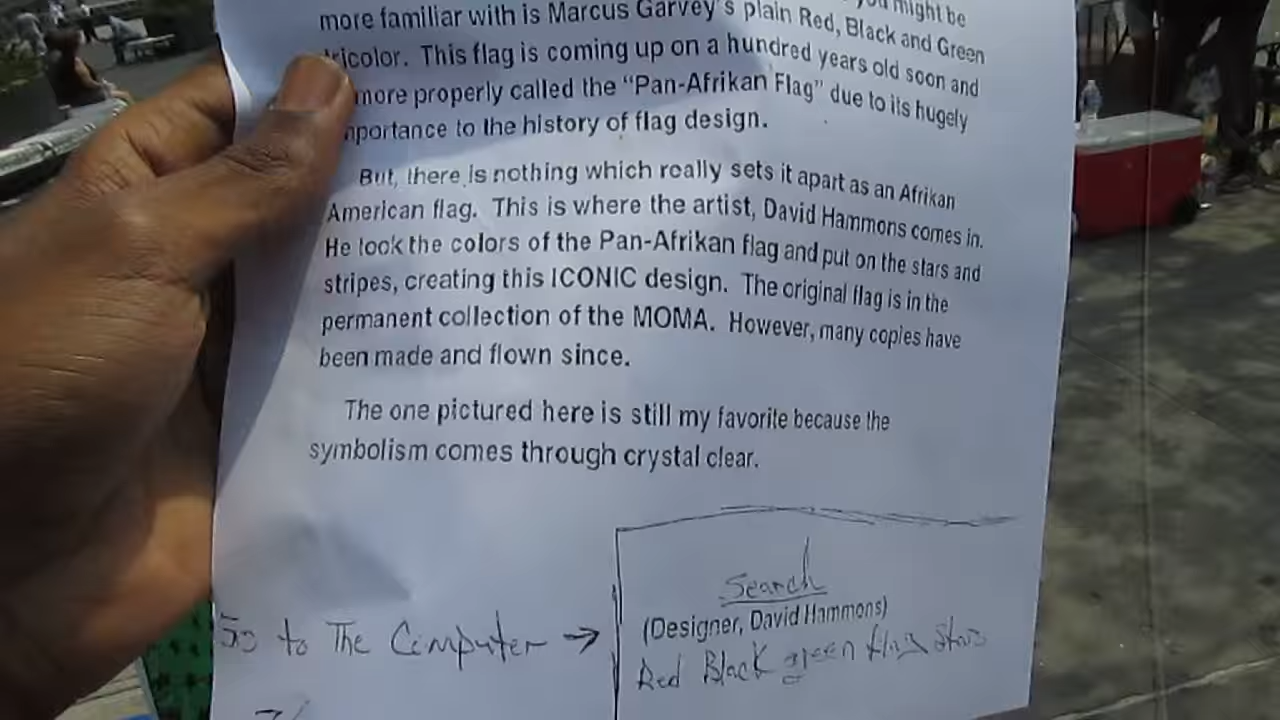 you might be
more familiar with is Marcus Garvey's plain Red, Black and Green
tricolor. This flag is coming up on a hundred years old soon and
more properly called the "Pan-Afrikan Flag" due to its hugely
mportance to the history of flag design.
But, there is nothing which really sets it apart as an Afrikan
American flag. This is where the artist, David Hammons comes in.
He took the colors of the Pan-Afrikan flag and put on the stars and
stripes, creating this ICONIC design. The original flag is in the
permanent collection of the MOMA. However, many copies have
been made and flown since.
The one pictured here is still my favorite because the
symbolism comes through crystal clear.
Search
(Designer, David Hammons)
Go to The Computer →
Red Black green flag stars